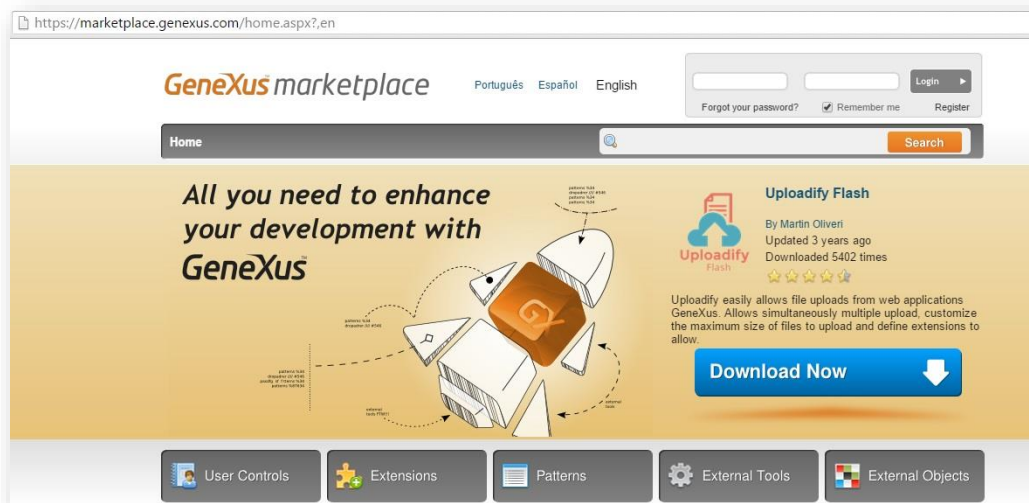 https://marketplace.genexus.com/home.aspx?,en
GeneXus marketplace
Português Español English
Login
Forgot your password? Remember me Register
Home
Search
All you need to enhance
your development with
GeneXus
Uploadify Flash
By Martin Oliveri
Updated 3 years ago
Downloaded 5402 times
Uploadify
Flash
Uploadify easily allows file uploads from web applications
GeneXus. Allows simultaneously multiple upload, customize
the maximum size of files to upload and define extensions to
allow.
Download Now
GX
User Controls
Extensions
Patterns
External Tools
External Objects